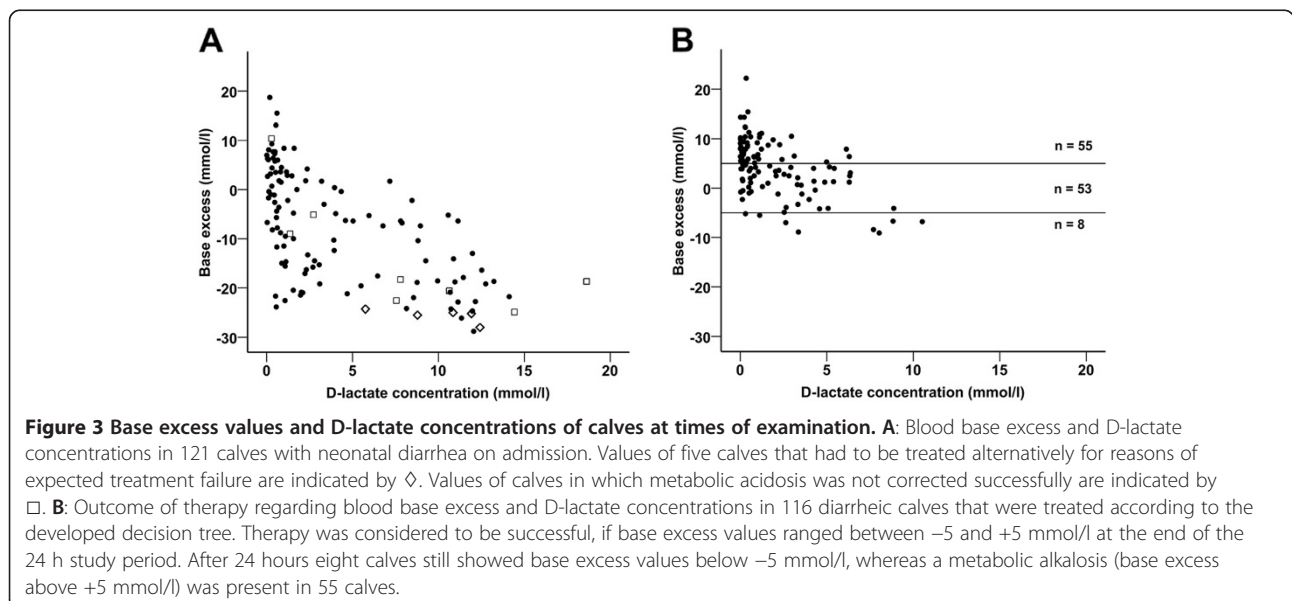 A
B
20
10
0
-10
-20
-30
Base excess (mmol/l)
0 5 10 15 20
D-lactate concentration (mmol/l)
20
10
0
-10
-20
-30
Base excess (mmol/l)
n = 55
n = 53
n = 8
0 5 10 15 20
D-lactate concentration (mmol/l)
Figure 3 Base excess values and D-lactate concentrations of calves at times of examination. A: Blood base excess and D-lactate
concentrations in 121 calves with neonatal diarrhea on admission. Values of five calves that had to be treated alternatively for reasons of
expected treatment failure are indicated by ◊. Values of calves in which metabolic acidosis was not corrected successfully are indicated by
□. B: Outcome of therapy regarding blood base excess and D-lactate concentrations in 116 diarrheic calves that were treated according to the
developed decision tree. Therapy was considered to be successful, if base excess values ranged between −5 and +5 mmol/l at the end of the
24 h study period. After 24 hours eight calves still showed base excess values below −5 mmol/l, whereas a metabolic alkalosis (base excess
above +5 mmol/l) was present in 55 calves.